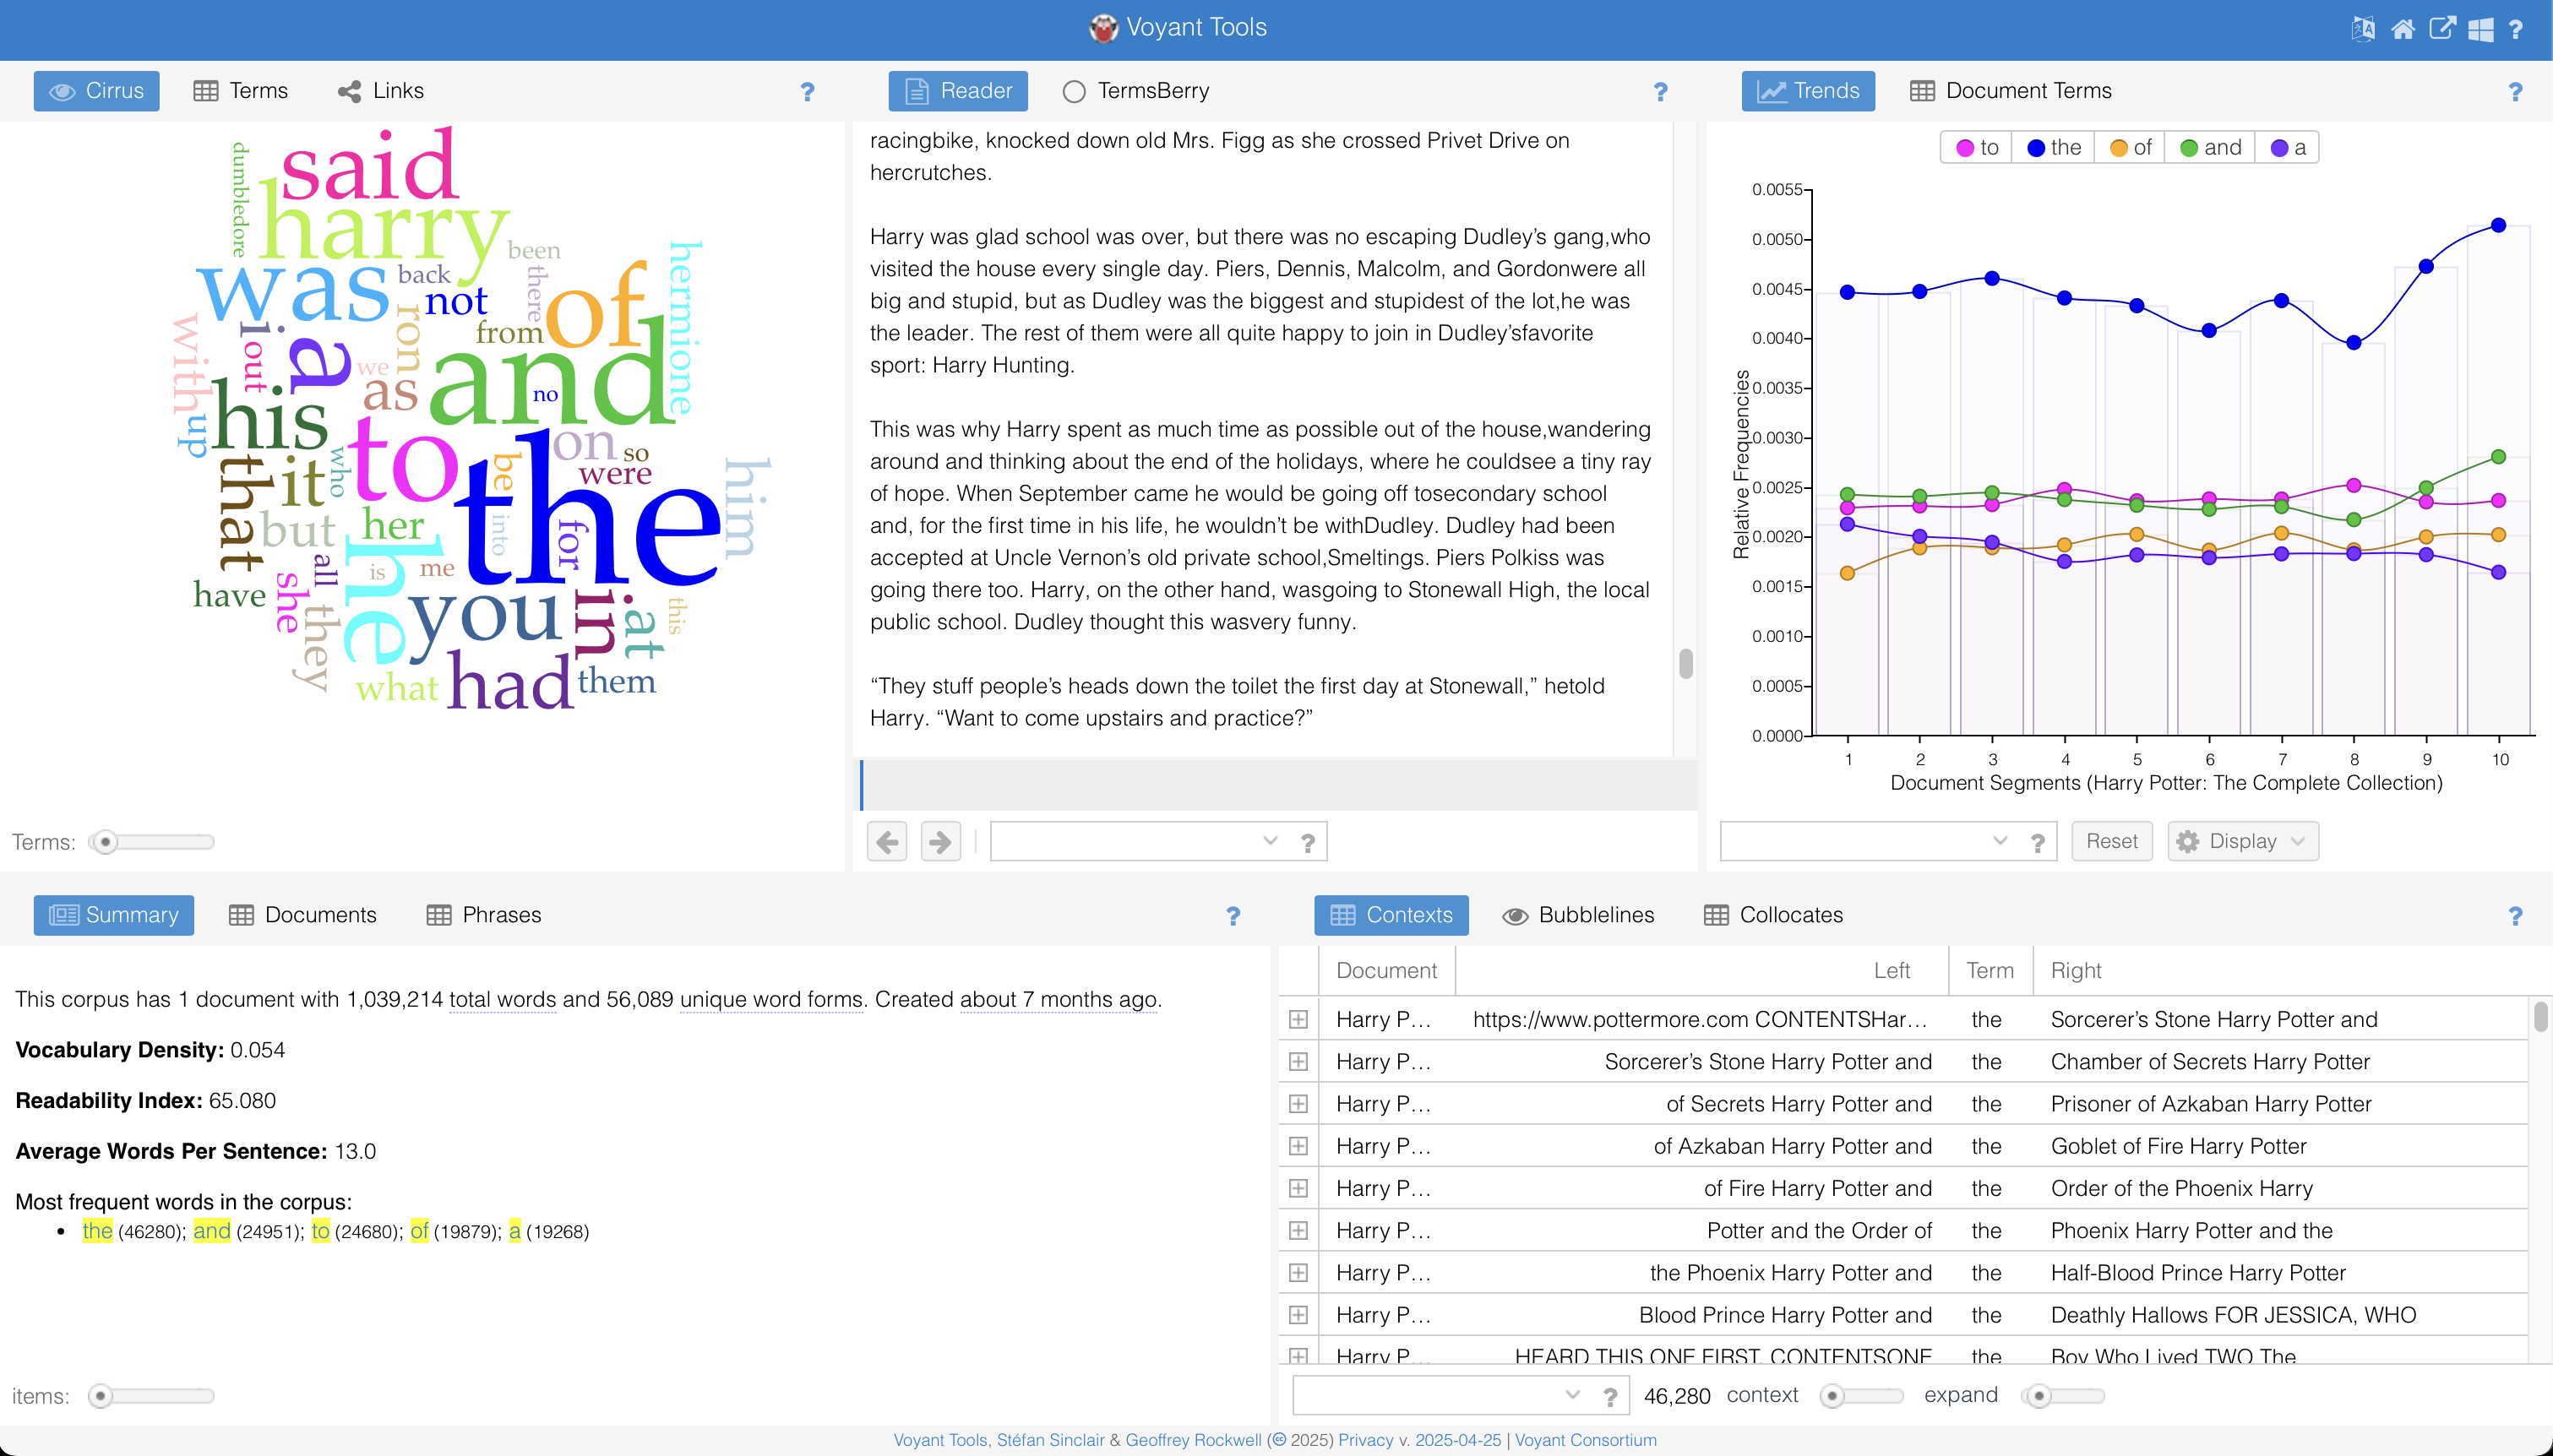 Voyant Tools
Cirrus Terms Links ?
dumbledore
said
harry
been
was
back
there
hermione
not
of
ron
from
with
i
out
a
we
as
and
no
his
up
to
on
so
were
that
it
who
be
the
him
but
her
into
for
all
he
is
me
have
she
they
you
in
at
this
what
had
them
Terms:
Reader TermsBerry ?
racingbike, knocked down old Mrs. Figg as she crossed Privet Drive on
hercrutches.
Harry was glad school was over, but there was no escaping Dudley’s gang,who
visited the house every single day. Piers, Dennis, Malcolm, and Gordonwere all
big and stupid, but as Dudley was the biggest and stupidest of the lot,he was
the leader. The rest of them were all quite happy to join in Dudley’sfavorite
sport: Harry Hunting.
This was why Harry spent as much time as possible out of the house,wandering
around and thinking about the end of the holidays, where he couldsee a tiny ray
of hope. When September came he would be going off tosecondary school
and, for the first time in his life, he wouldn’t be withDudley. Dudley had been
accepted at Uncle Vernon’s old private school,Smeltings. Piers Polkiss was
going there too. Harry, on the other hand, wasgoing to Stonewall High, the local
public school. Dudley thought this wasvery funny.
“They stuff people’s heads down the toilet the first day at Stonewall,” hetold
Harry. “Want to come upstairs and practice?”
?
Trends Document Terms ?
to the of and a
0.0055
0.0050
0.0045
0.0040
0.0035
0.0030
0.0025
0.0020
0.0015
0.0010
0.0005
0.0000
Relative Frequencies
1 2 3 4 5 6 7 8 9 10
Document Segments (Harry Potter: The Complete Collection)
? Reset Display
Summary Documents Phrases ?
This corpus has 1 document with 1,039,214 total words and 56,089 unique word forms. Created about 7 months ago.
Vocabulary Density: 0.054
Readability Index: 65.080
Average Words Per Sentence: 13.0
Most frequent words in the corpus:
• the (46280); and (24951); to (24680); of (19879); a (19268)
items:
Contexts Bubblelines Collocates ?
Document Left Term Right
Harry P… https://www.pottermore.com CONTENTSHar… the Sorcerer’s Stone Harry Potter and
Harry P… Sorcerer’s Stone Harry Potter and the Chamber of Secrets Harry Potter
Harry P… of Secrets Harry Potter and the Prisoner of Azkaban Harry Potter
Harry P… of Azkaban Harry Potter and the Goblet of Fire Harry Potter
Harry P… of Fire Harry Potter and the Order of the Phoenix Harry
Harry P… Potter and the Order of the Phoenix Harry Potter and the
Harry P… the Phoenix Harry Potter and the Half-Blood Prince Harry Potter
Harry P… Blood Prince Harry Potter and the Deathly Hallows FOR JESSICA, WHO
Harry P… HEARD THIS ONE FIRST. CONTENTSONE the Boy Who Lived TWO The
? 46,280 context expand
Voyant Tools, Stéfan Sinclair & Geoffrey Rockwell (cc 2025) Privacy v. 2025-04-25 | Voyant Consortium